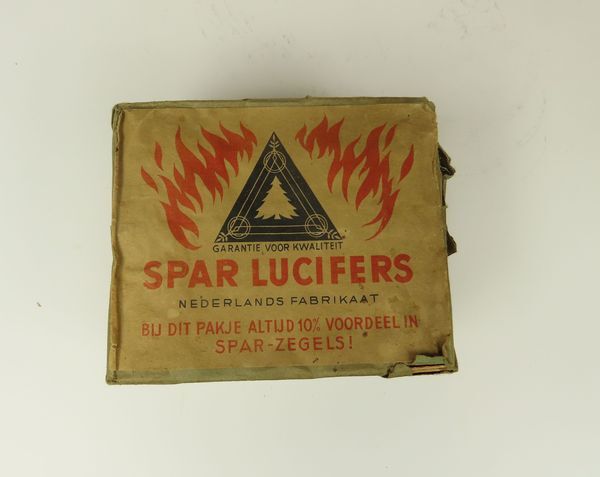 GARANTIE VOOR KWALITEIT
SPAR LUCIFERS
NEDERLANDS FABRIKAAT
BIJ DIT PAKJE ALTIJD 10% VOORDEEL IN
SPAR-ZEGELS!